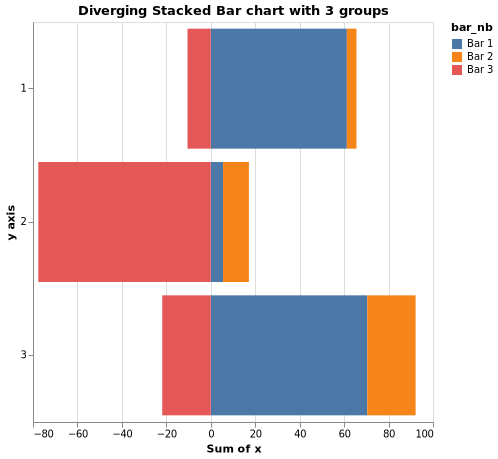 Diverging Stacked Bar chart with 3 groups
bar_nb
Bar 1
Bar 2
Bar 3
y axis
1
2
3
−80 −60 −40 −20 0 20 40 60 80 100
Sum of x